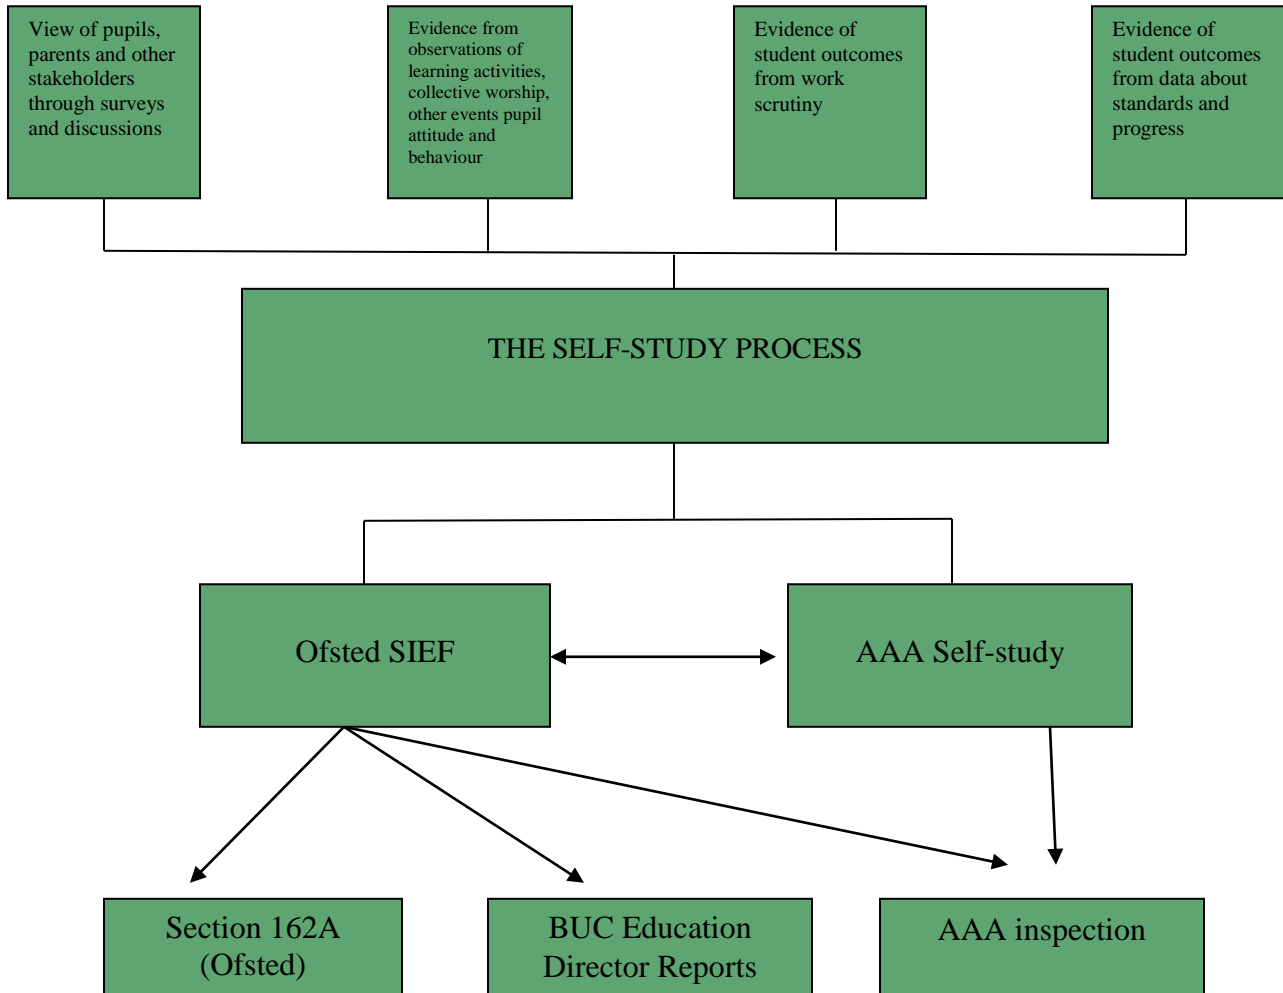 View of pupils,
parents and other
stakeholders
through surveys
and discussions
Evidence from
observations of
learning activities,
collective worship,
other events pupil
attitude and
behaviour
Evidence of
student outcomes
from work
scrutiny
Evidence of
student outcomes
from data about
standards and
progress
THE SELF-STUDY PROCESS
Ofsted SIEF
AAA Self-study
Section 162A
(Ofsted)
BUC Education
Director Reports
AAA inspection